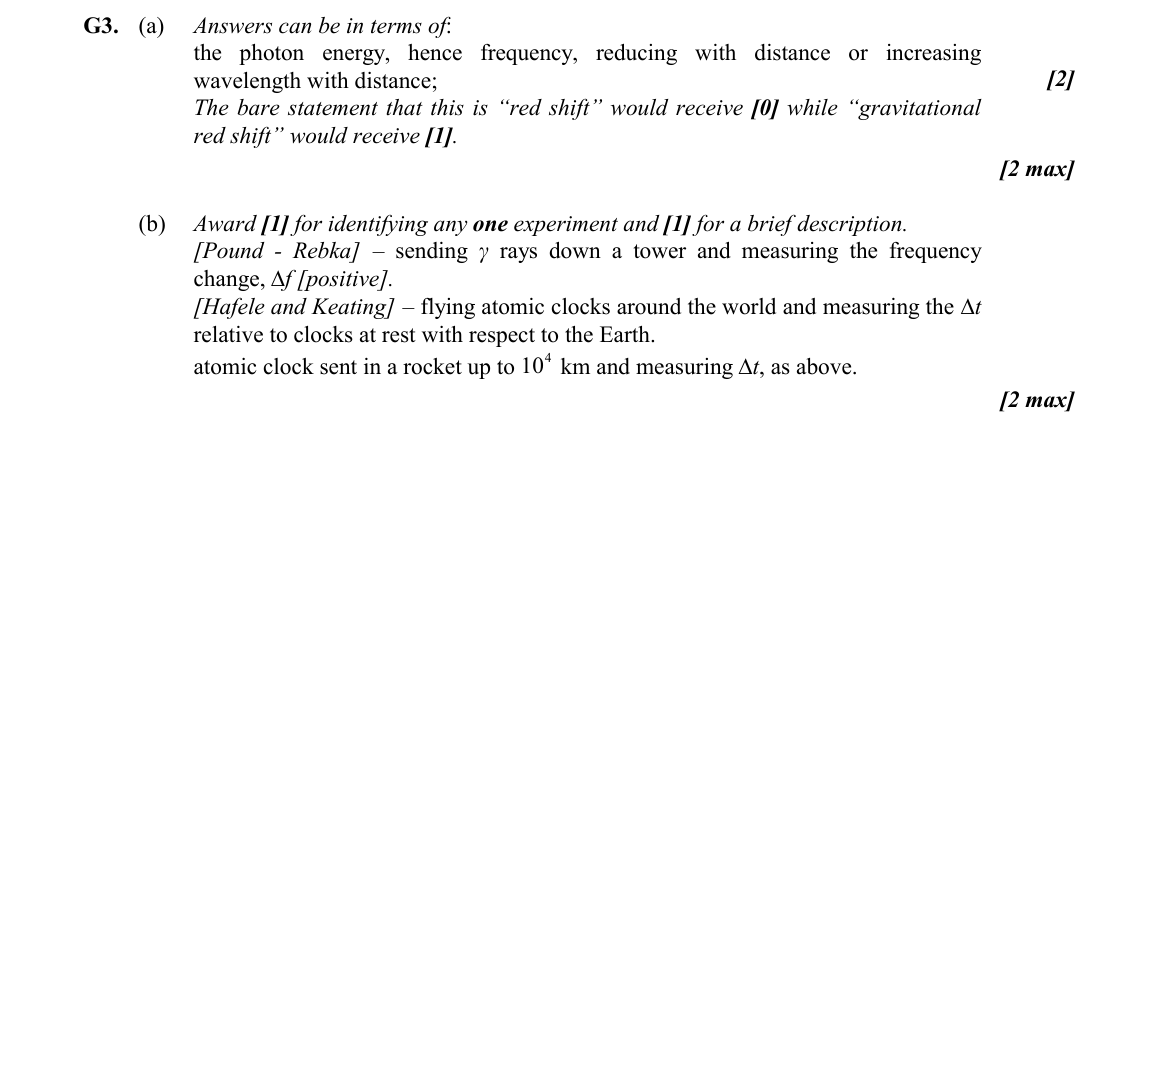 G3. (a) Answers can be in terms of:
the photon energy, hence frequency, reducing with distance or increasing
wavelength with distance; [2]
The bare statement that this is “red shift” would receive [0] while “gravitational
red shift” would receive [1].
[2 max]
(b) Award [1] for identifying any one experiment and [1] for a brief description.
[Pound - Rebka] – sending γ rays down a tower and measuring the frequency
change, Δf [positive].
[Hafele and Keating] – flying atomic clocks around the world and measuring the Δt
relative to clocks at rest with respect to the Earth.
atomic clock sent in a rocket up to 10⁴ km and measuring Δt, as above.
[2 max]